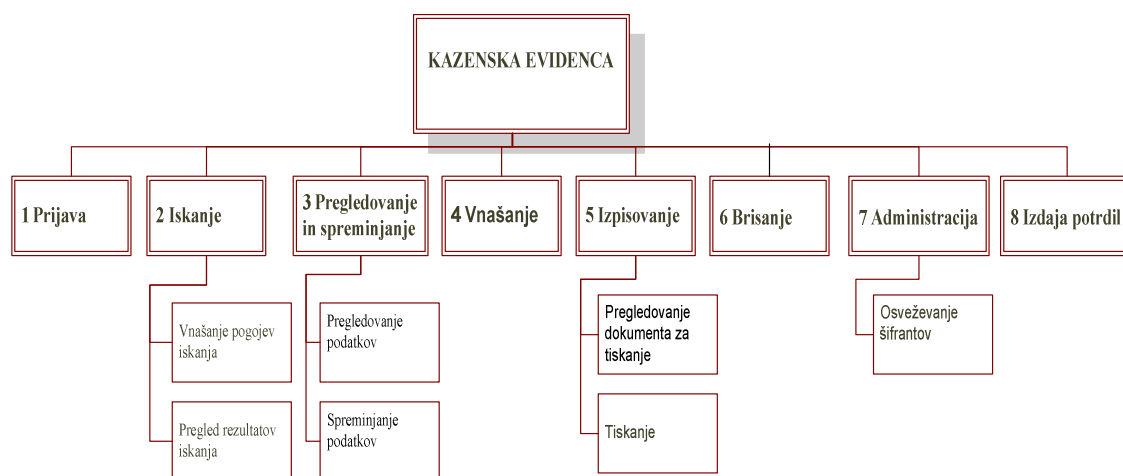 KAZENSKA EVIDENCA
1 Prijava
2 Iskanje
3 Pregledovanje
in spreminjanje
4 Vnašanje
5 Izpisovanje
6 Brisanje
7 Administracija
8 Izdaja potrdil
Vnašanje pogojev
iskanja
Pregled rezultatov
iskanja
Pregledovanje
podatkov
Spreminjanje
podatkov
Pregledovanje
dokumenta za
tiskanje
Tiskanje
Osveževanje
šifrantov